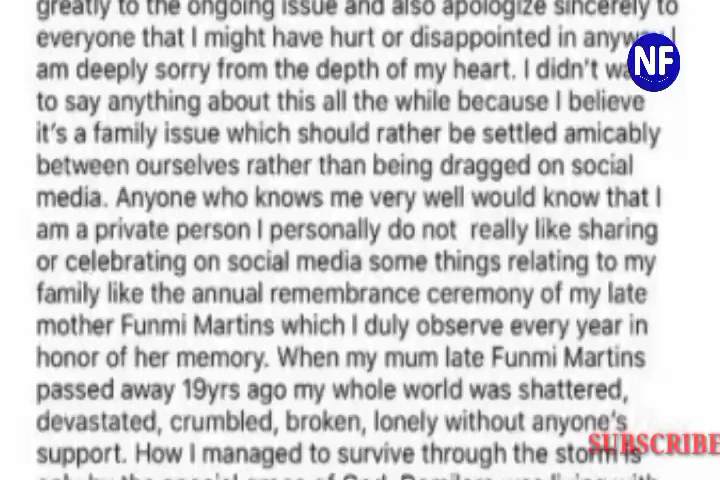 greatly to the ongoing issue and also apologize sincerely to
everyone that I might have hurt or disappointed in I
NF
am deeply sorry from the depth of my heart. I didn't
to say anything about this all the while because I believe
it's a family issue which should rather be settled amicably
between ourselves rather than being dragged on social
media. Anyone who knows me very well would know that I
am a private person I personally do not really like sharing
or celebrating on social media some things relating to my
family like the annual remembrance ceremony of my late
mother Funmi Martins which I duly observe every year in
honor of her memory. When my mum late Funmi Martins
passed away 19yrs ago my whole world was shattered,
devastated, crumbled, broken, lonely without anyone's
SUBSCRIBE
support. How I managed to survive through the storm is